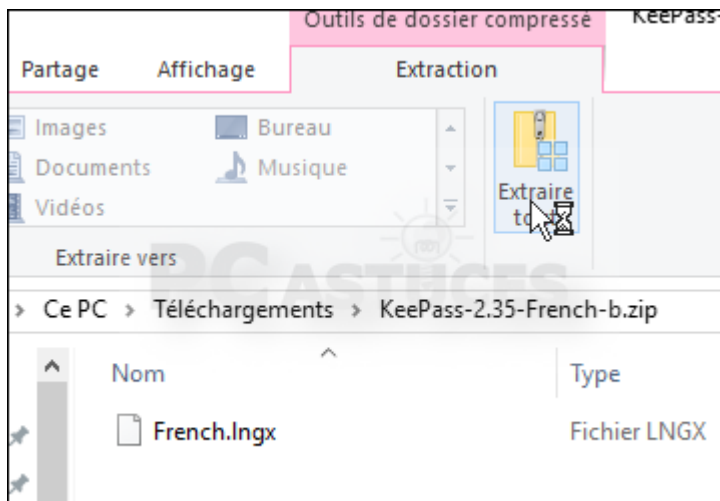 Outils de dossier compressé KeePass-
Partage Affichage Extraction
Images Bureau
Documents Musique
Vidéos
Extraire
tout
Extraire vers
PC ASTUCES
> Ce PC > Téléchargements > KeePass-2.35-French-b.zip
Nom Type
French.lngx Fichier LNGX